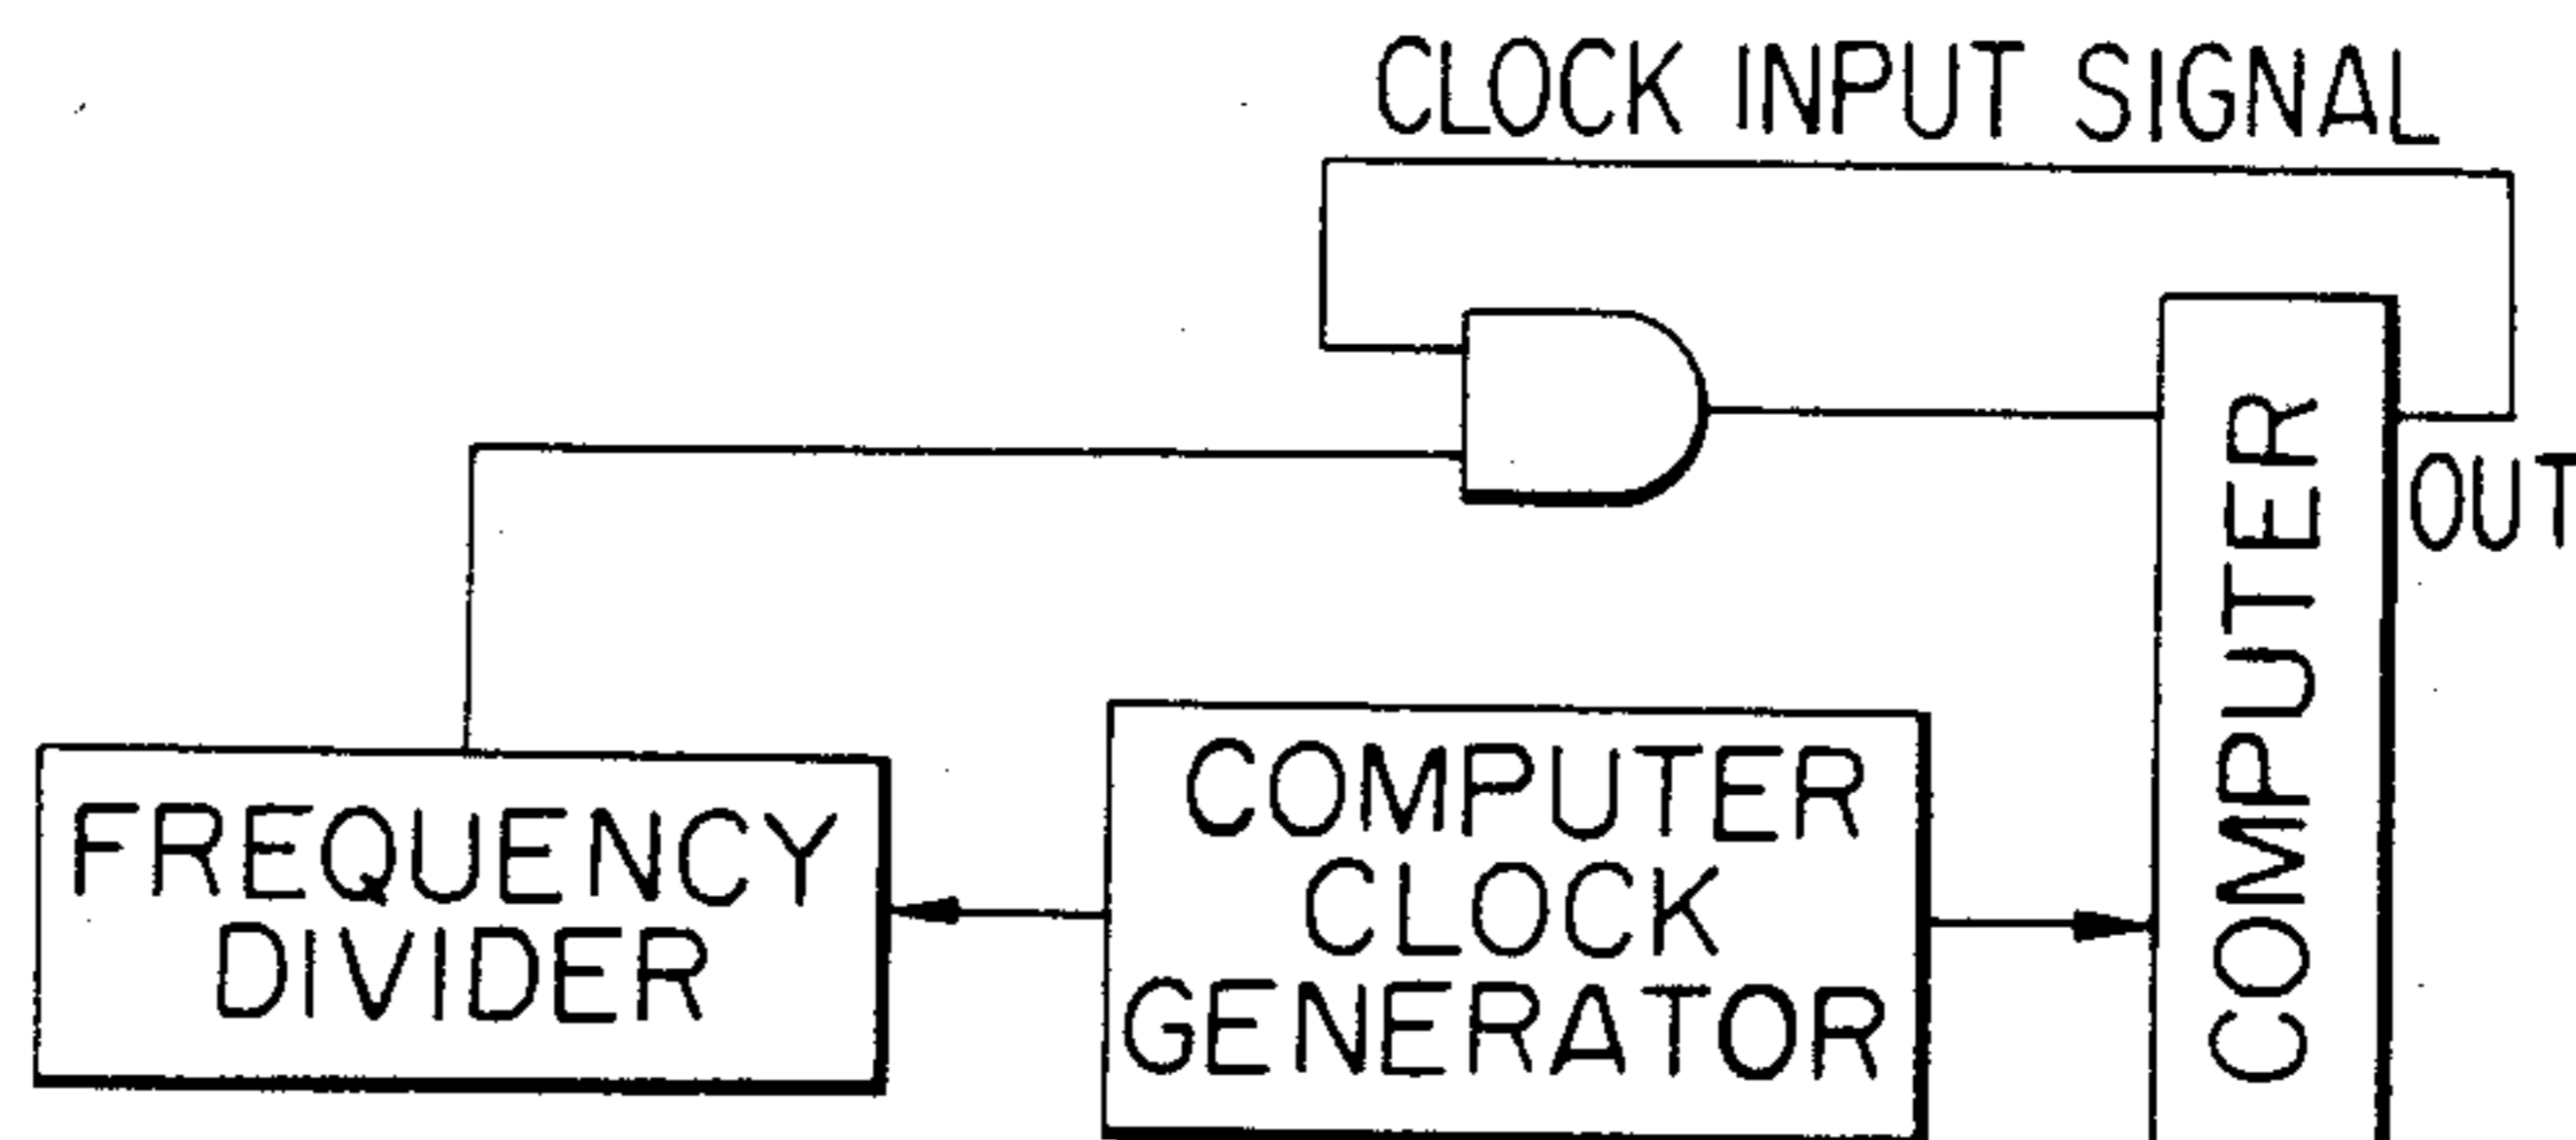 CLOCK INPUT SIGNAL
COMPUTER
OUT
FREQUENCY
DIVIDER
COMPUTER
CLOCK
GENERATOR